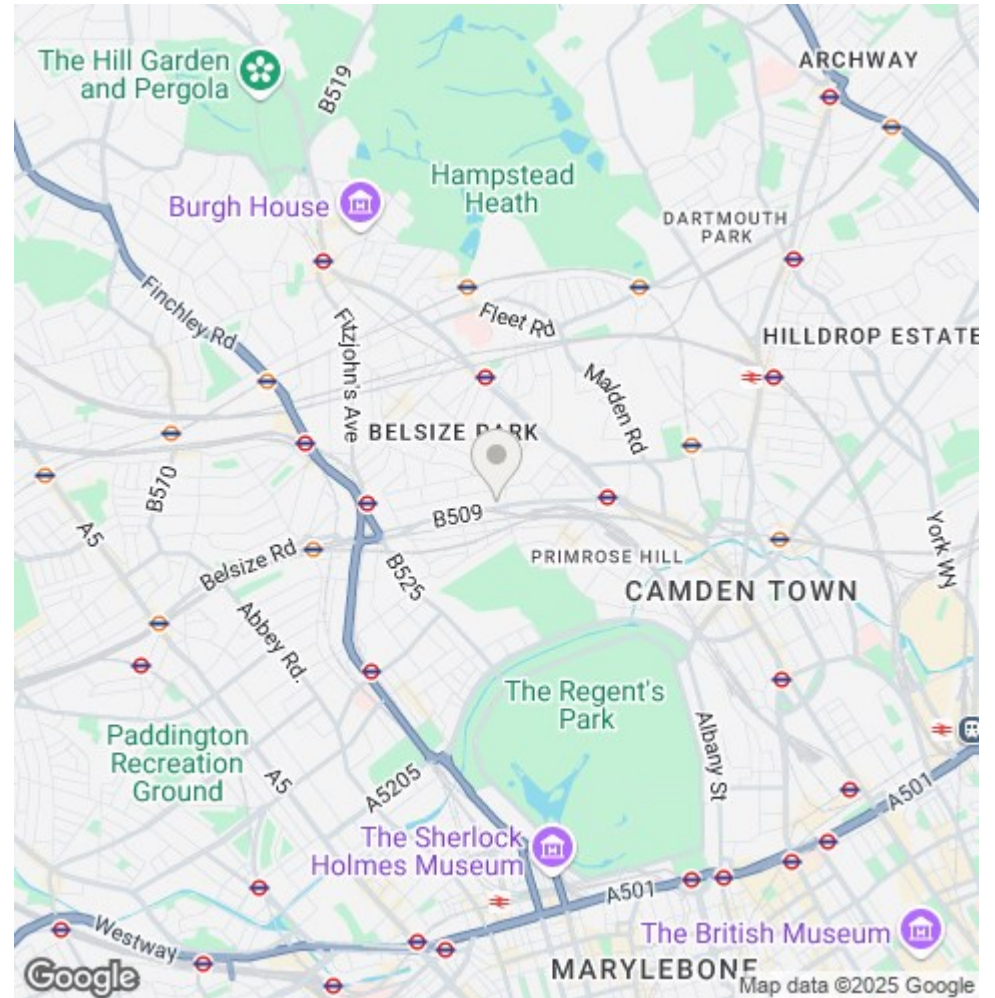 The Hill Garden
and Pergola
B519
ARCHWAY
Hampstead
Heath
Burgh House
DARTMOUTH
PARK
Finchley Rd
Fitzjohn's Ave
Fleet Rd
HILLDROP ESTATE
Malden Rd
BELSIZE PARK
B570
A5
B509
York Wy
Belsize Rd
B525
PRIMROSE HILL
CAMDEN TOWN
Abbey Rd.
The Regent's
Park
Albany St
Paddington
Recreation
Ground
A5
A5205
A501
The Sherlock
Holmes Museum
A501
Westway
The British Museum
MARYLEBONE
Google
Map data ©2025 Google